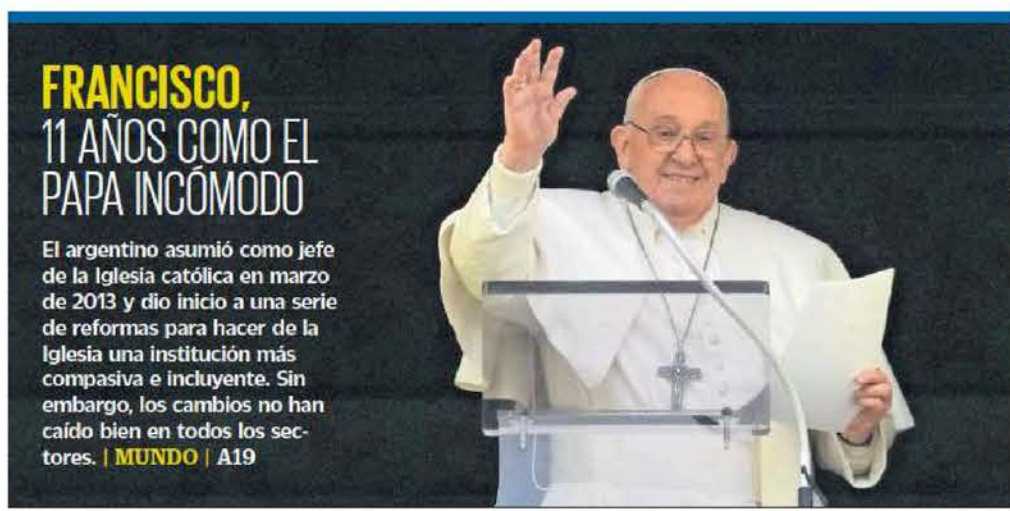 FRANCISCO,
11 AÑOS COMO EL
PAPA INCÓMODO
El argentino asumió como jefe
de la Iglesia católica en marzo
de 2013 y dio inicio a una serie
de reformas para hacer de la
Iglesia una institución más
compasiva e incluyente. Sin
embargo, los cambios no han
caído bien en todos los sec-
tores. | MUNDO | A19